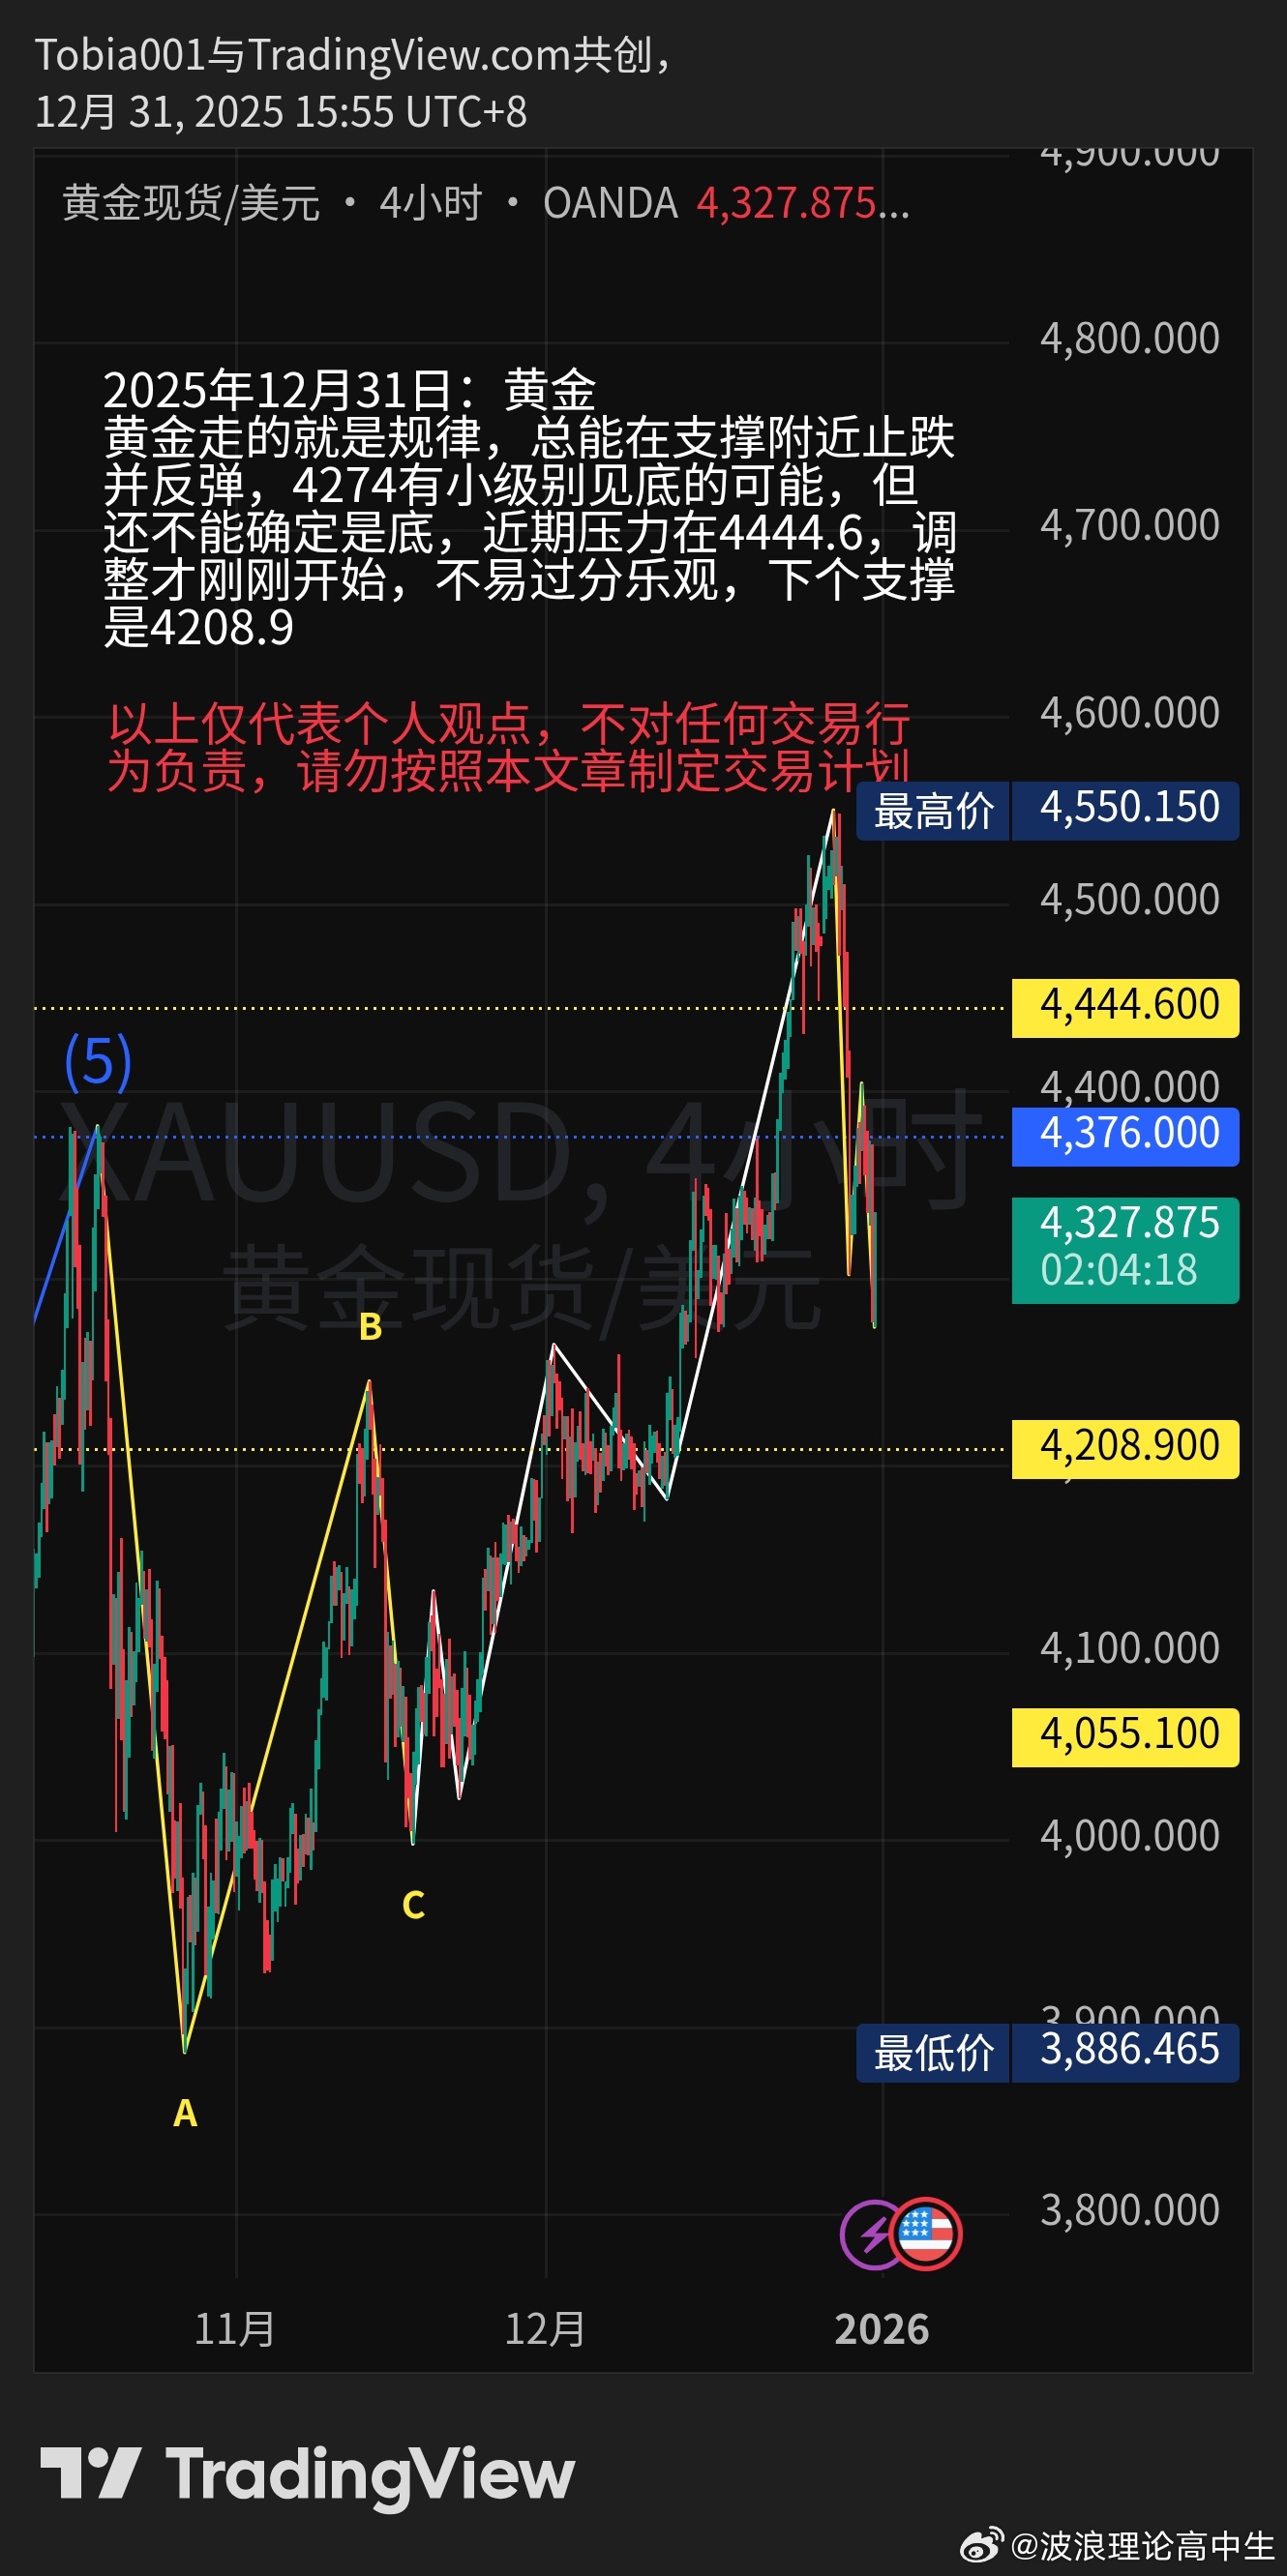 Tobia001与TradingView.com共创，
12月 31, 2025 15:55 UTC+8
4,900.000
黄金现货/美元 · 4小时 · OANDA 4,327.875...
4,800.000
2025年12月31日：黄金
黄金走的就是规律，总能在支撑附近止跌
并反弹，4274有小级别见底的可能，但
还不能确定是底，近期压力在4444.6，调
整才刚刚开始，不易过分乐观，下个支撑
是4208.9
4,700.000
4,600.000
以上仅代表个人观点，不对任何交易行
为负责，请勿按照本文章制定交易计划
最高价 4,550.150
4,500.000
4,444.600
(5)
4,400.000
4,376.000
XAUUSD, 4小时
黄金现货/美元
4,327.875
02:04:18
B
4,208.900
4,100.000
4,055.100
4,000.000
C
3,900.000
最低价 3,886.465
A
3,800.000
11月 12月 2026
TradingView
@波浪理论高中生